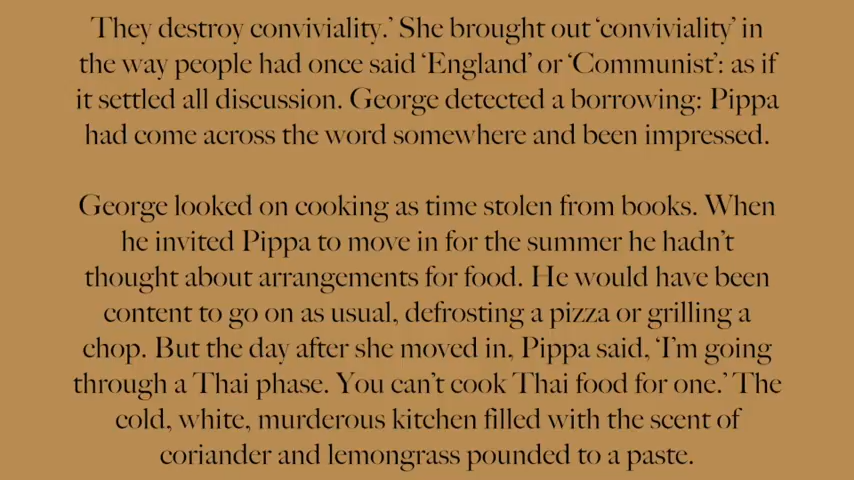 They destroy conviviality.’ She brought out ‘conviviality’ in
the way people had once said ‘England’ or ‘Communist’: as if
it settled all discussion. George detected a borrowing: Pippa
had come across the word somewhere and been impressed.
George looked on cooking as time stolen from books. When
he invited Pippa to move in for the summer he hadn’t
thought about arrangements for food. He would have been
content to go on as usual, defrosting a pizza or grilling a
chop. But the day after she moved in, Pippa said, ‘I’m going
through a Thai phase. You can’t cook Thai food for one.’ The
cold, white, murderous kitchen filled with the scent of
coriander and lemongrass pounded to a paste.